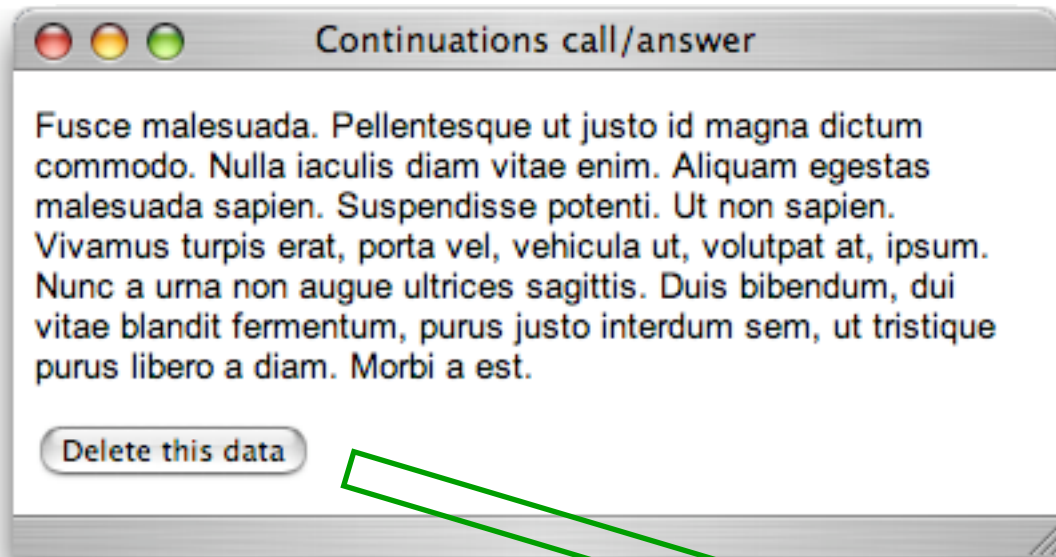 Continuations call/answer
Fusce malesuada. Pellentesque ut justo id magna dictum
commodo. Nulla iaculis diam vitae enim. Aliquam egestas
malesuada sapien. Suspendisse potenti. Ut non sapien.
Vivamus turpis erat, porta vel, vehicula ut, volutpat at, ipsum.
Nunc a urna non augue ultrices sagittis. Duis bibendum, dui
vitae blandit fermentum, purus justo interdum sem, ut tristique
purus libero a diam. Morbi a est.
Delete this data